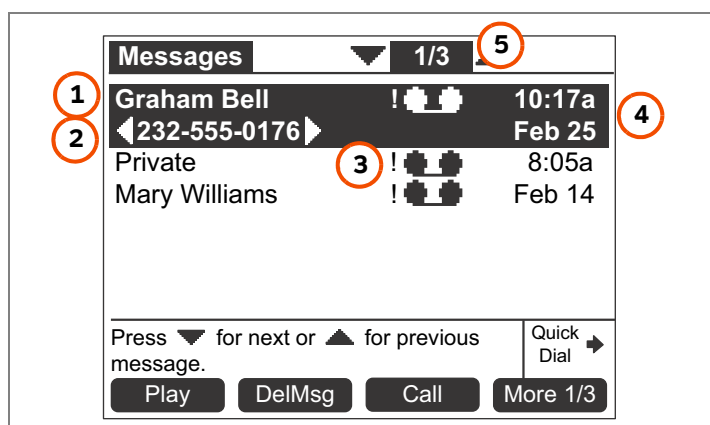 Messages 1/3 5
1 Graham Bell ! 10:17a 4
2 232-555-0176 Feb 25
Private 3 ! 8:05a
Mary Williams ! Feb 14
Press for next or for previous
message.
Quick
Dial
Play DelMsg Call More 1/3